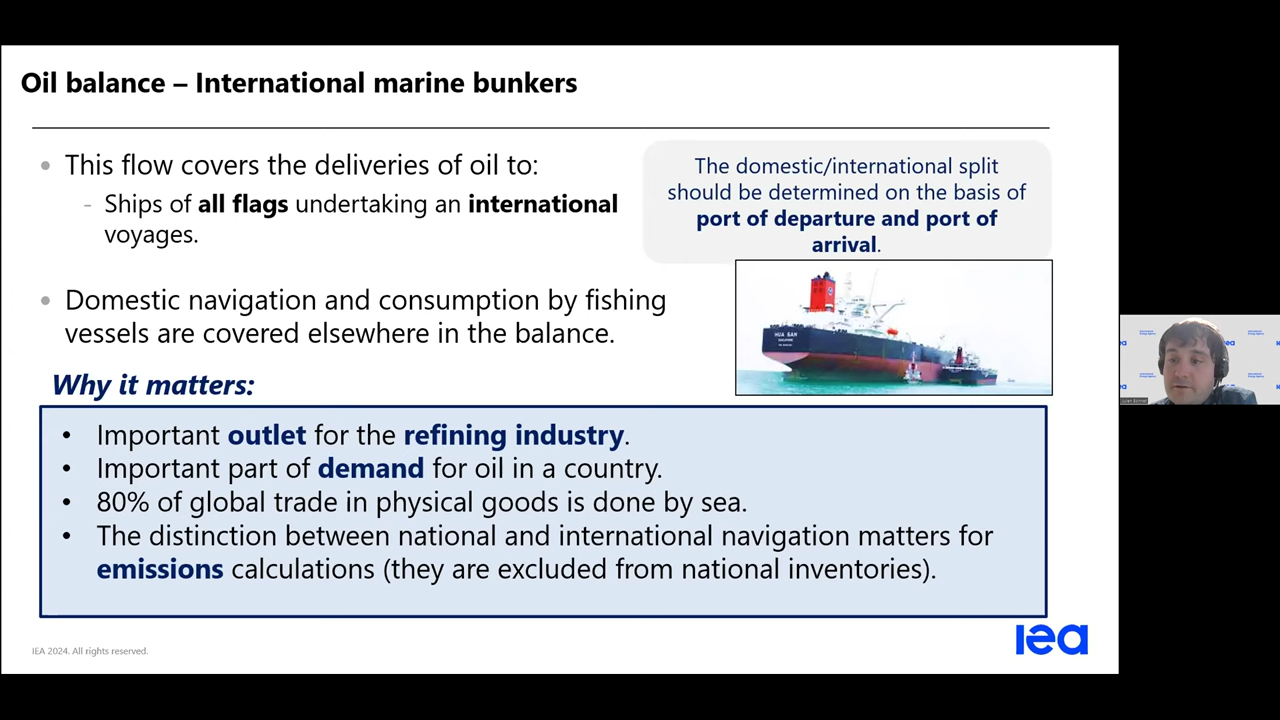 Oil balance – International marine bunkers
• This flow covers the deliveries of oil to:
- Ships of all flags undertaking an international
voyages.
• Domestic navigation and consumption by fishing
vessels are covered elsewhere in the balance.
The domestic/international split
should be determined on the basis of
port of departure and port of
arrival.
HUA SAN
Why it matters:
• Important outlet for the refining industry.
• Important part of demand for oil in a country.
• 80% of global trade in physical goods is done by sea.
• The distinction between national and international navigation matters for
emissions calculations (they are excluded from national inventories).
IEA 2024. All rights reserved.
iea